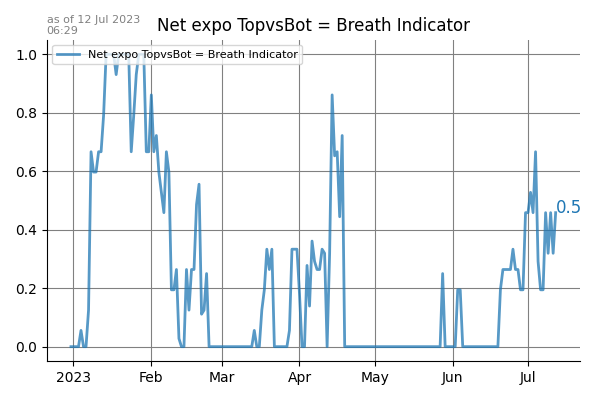 as of 12 Jul 2023
06:29
Net expo TopvsBot = Breath Indicator
Net expo TopvsBot = Breath Indicator
1.0
0.8
0.6
0.4
0.2
0.0
0.5
2023 Feb Mar Apr May Jun Jul